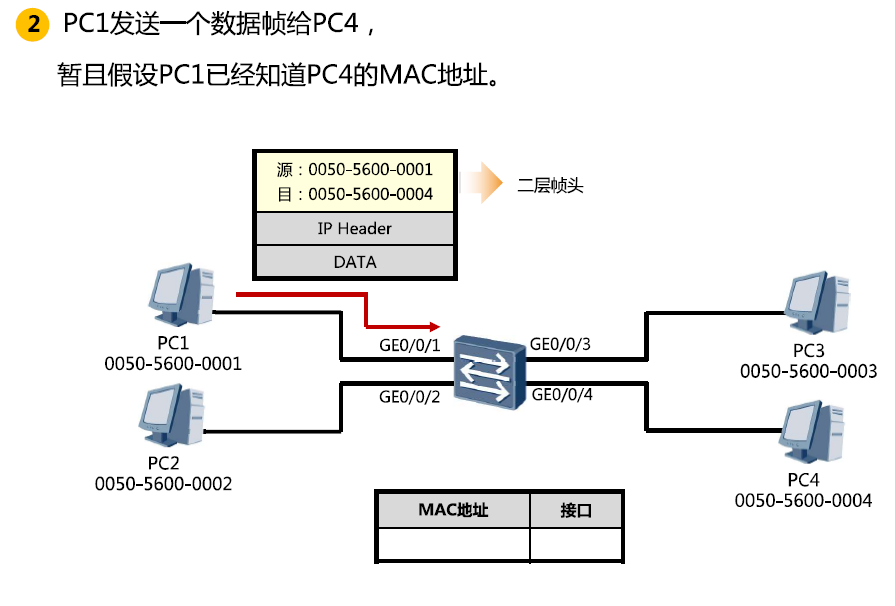 2 PC1发送一个数据帧给PC4，
暂且假设PC1已经知道PC4的MAC地址。
源：0050-5600-0001
目：0050-5600-0004
二层帧头
IP Header
DATA
PC1
0050-5600-0001
GE0/0/1
GE0/0/3
PC3
0050-5600-0003
GE0/0/2
GE0/0/4
PC2
0050-5600-0002
PC4
0050-5600-0004
MAC地址 接口